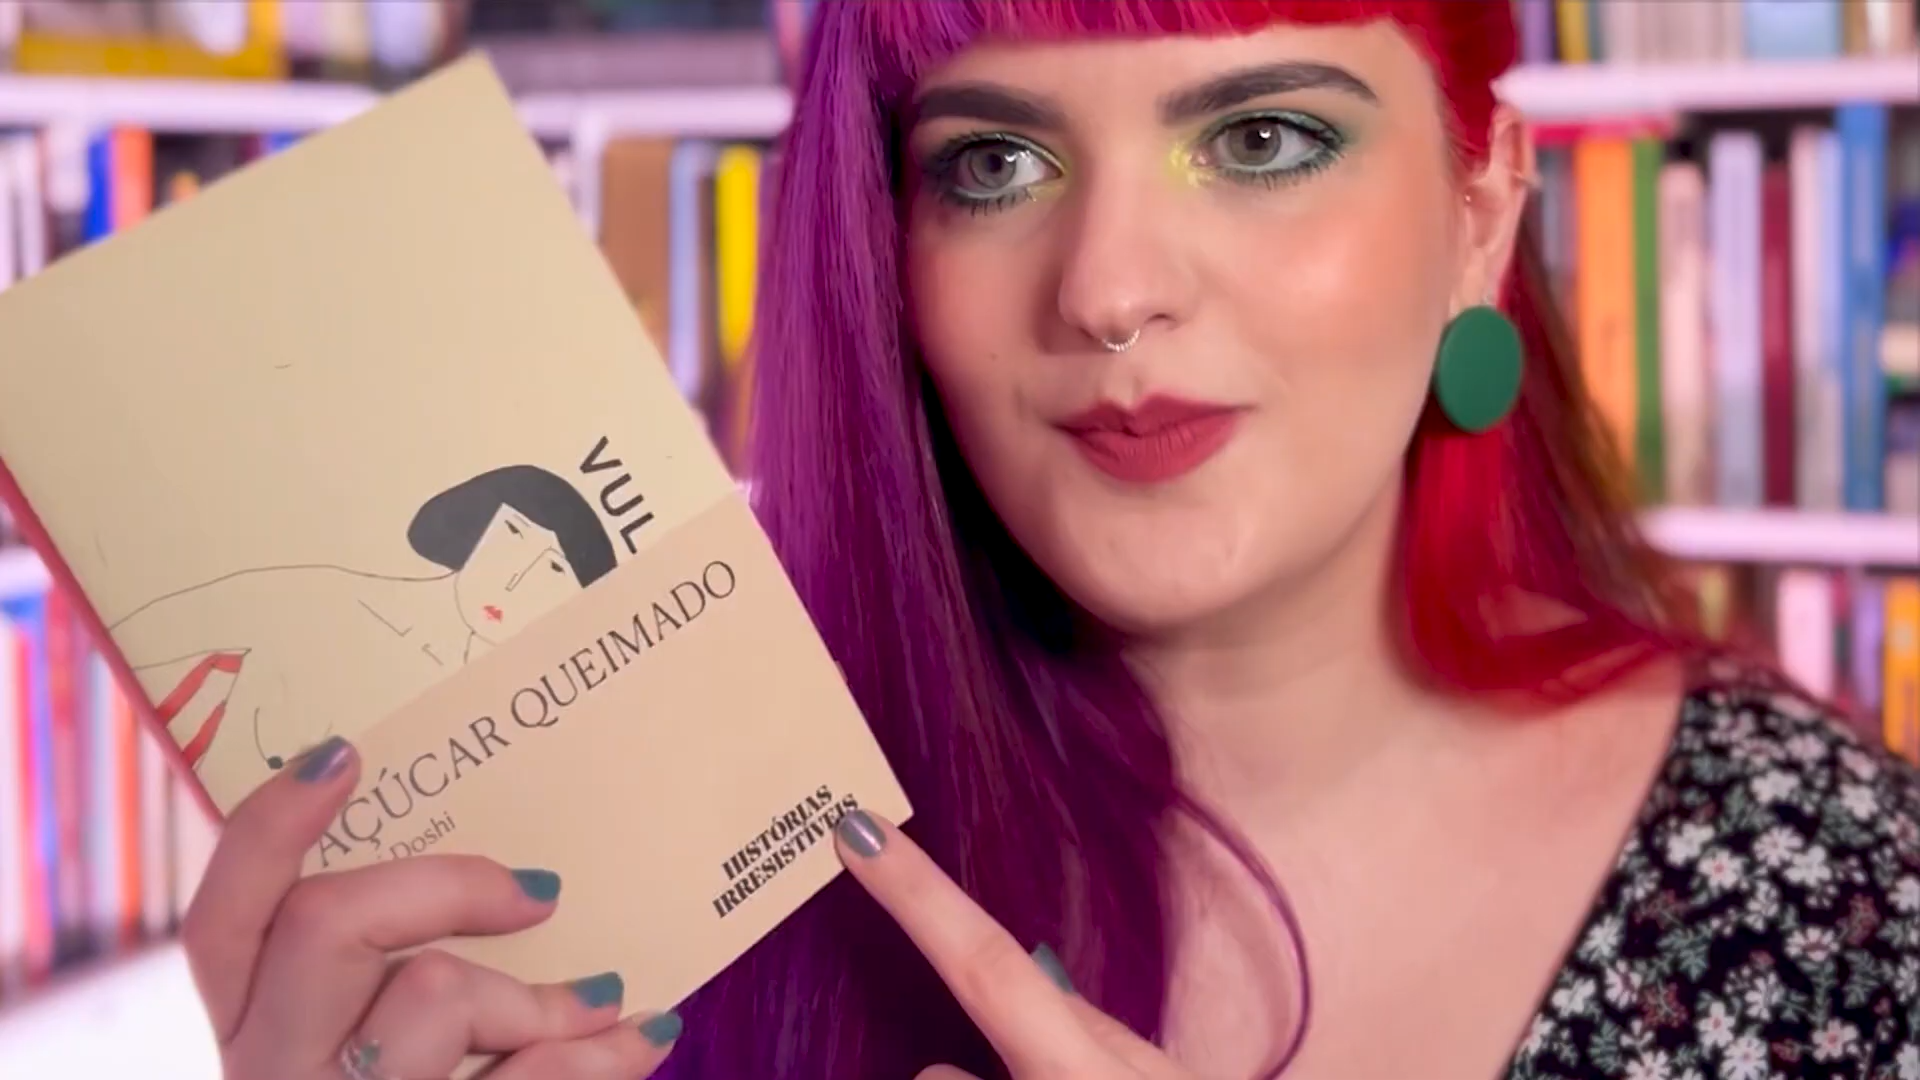 VUL
AÇÚCAR QUEIMADO
Doshi
HISTÓRIAS
IRRESISTÍVEIS